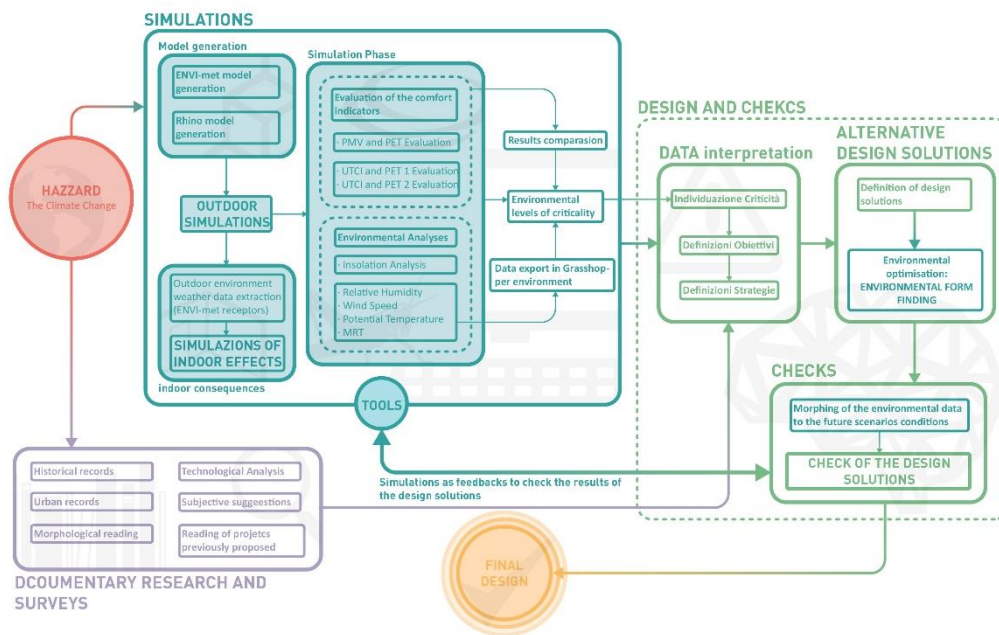 SIMULATIONS
Model generation
ENVI-met model
generation
Rhino model
generation
OUTDOOR
SIMULATIONS
Outdoor environment
weather data extraction
(ENVI-met receptors)
SIMULAZIONS OF
INDOOR EFFECTS
indoor consequences
Simulation Phase
Evaluation of the comfort
indicators
- PMV and PET Evaluation
- UTCI and PET 1 Evaluation
- UTCI and PET 2 Evaluation
Environmental Analyses
- Insolation Analysis
- Relative Humidity
- Wind Speed
- Potential Temperature
- MRT
Results comparasion
Environmental
levels of criticality
Data export in Grasshop-
per environment
TOOLS
HAZZARD
The Climate Change
DESIGN AND CHEKCS
DATA interpretation
Individuazione Criticità
Definizioni Obiettivi
Definizioni Strategie
ALTERNATIVE
DESIGN SOLUTIONS
Definition of design
solutions
Environmental
optimisation:
ENVIRONMENTAL FORM
FINDING
CHECKS
Morphing of the environmental data
to the future scenarios conditions
CHECK OF THE DESIGN
SOLUTIONS
Simulations as feedbacks to check the results of
the design solutions
Historical records
Urban records
Morphological reading
Technological Analysis
Subjective suggeestions
Reading of projetcs
previously proposed
DCOUMENTARY RESEARCH AND
SURVEYS
FINAL
DESIGN